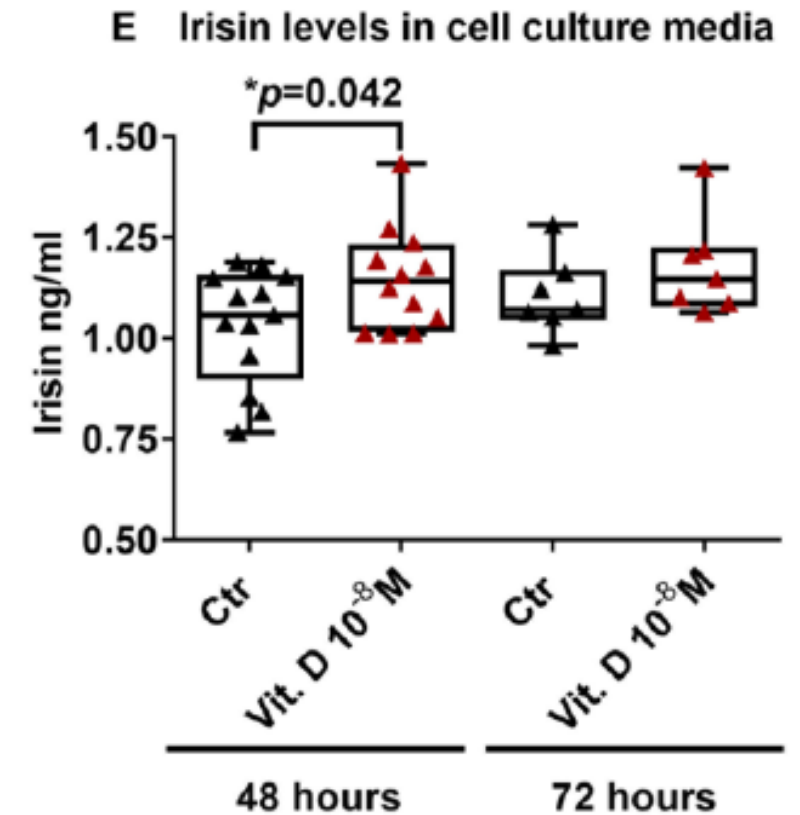 E Irisin levels in cell culture media
*p=0.042
Irisin ng/ml
1.50
1.25
1.00
0.75
0.50
Ctr
Vit. D 10⁻⁸M
Ctr
Vit. D 10⁻⁸M
48 hours
72 hours